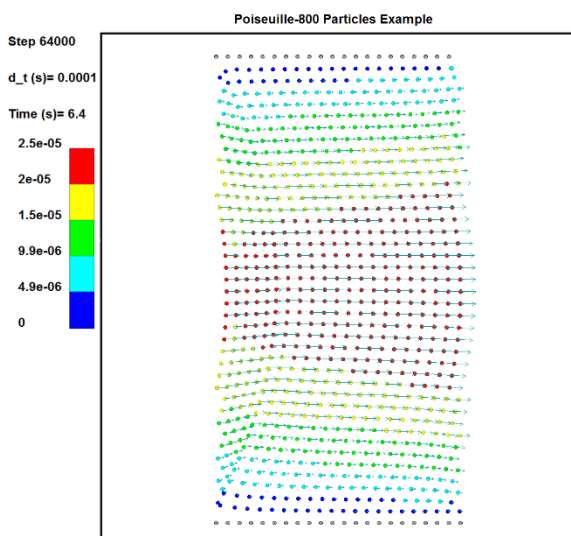 Poiseuille-800 Particles Example
Step 64000
d_t (s)= 0.0001
Time (s)= 6.4
2.5e-05
2e-05
1.5e-05
9.9e-06
4.9e-06
0